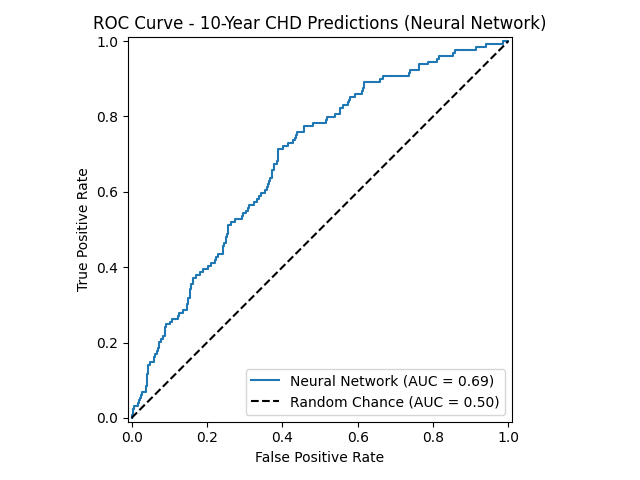 ROC Curve - 10-Year CHD Predictions (Neural Network)
1.0
0.8
0.6
0.4
0.2
0.0
True Positive Rate
Neural Network (AUC = 0.69)
Random Chance (AUC = 0.50)
0.0 0.2 0.4 0.6 0.8 1.0
False Positive Rate